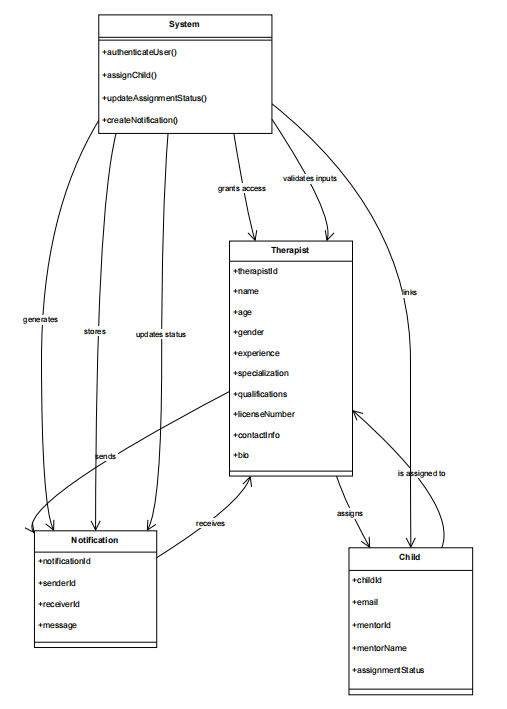 System
+authenticateUser()
+assignChild()
+updateAssignmentStatus()
+createNotification()
grants access
validates inputs
Therapist
+therapistId
+name
+age
+gender
+experience
+specialization
+qualifications
+licenseNumber
+contactInfo
+bio
links
generates
stores
updates status
sends
receives
assigns
is assigned to
Notification
+notificationId
+senderId
+receiverId
+message
Child
+childId
+email
+mentorId
+mentorName
+assignmentStatus